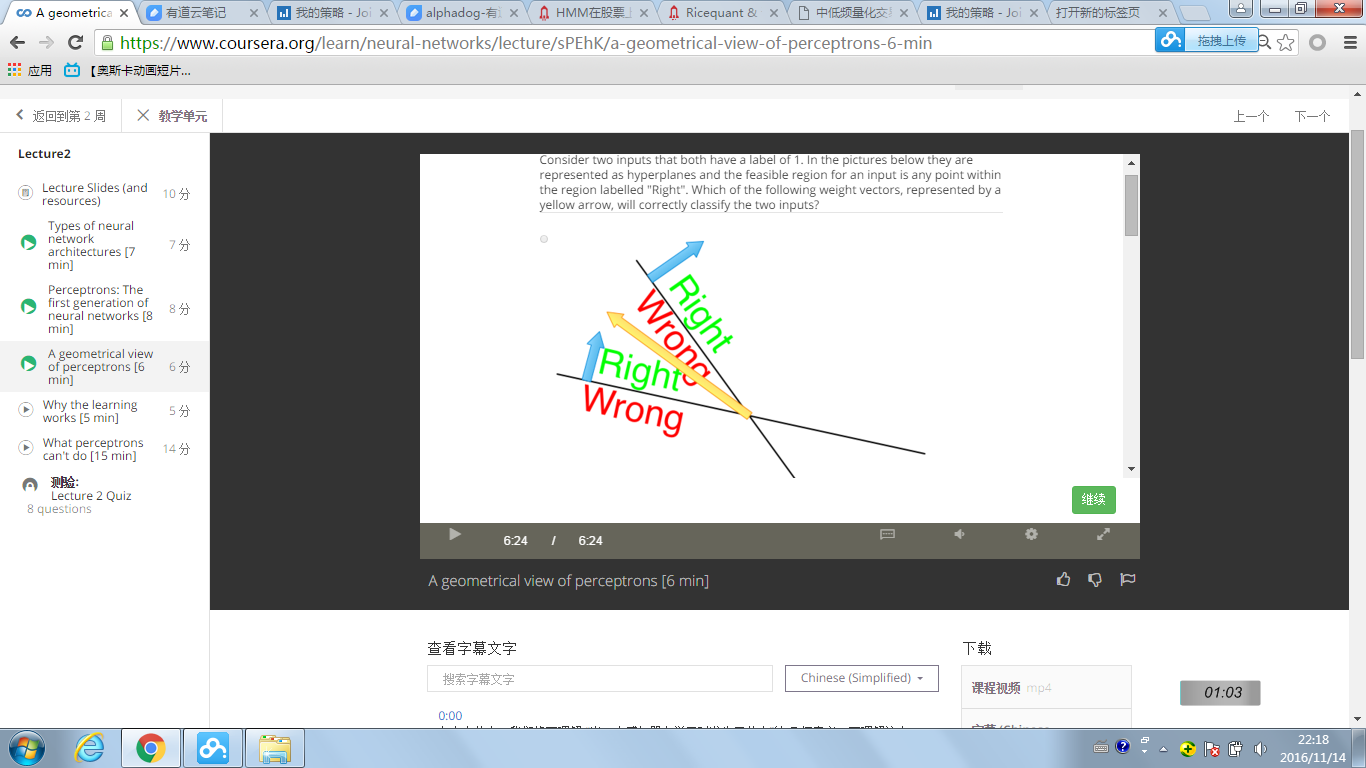 A geometrica
有道云笔记
我的策略 - Joi
alphadog-有道
HMM在股票上
Ricequant &
中低频量化交易
我的策略 - Joi
打开新的标签页
https://www.coursera.org/learn/neural-networks/lecture/sPEhK/a-geometrical-view-of-perceptrons-6-min
拖拽上传
应用
【奥斯卡动画短片...
返回到第 2 周
教学单元
上一个
下一个
Lecture2
Lecture Slides (and
resources)
10 分
Types of neural
network
architectures [7
min]
7 分
Perceptrons: The
first generation of
neural networks [8
min]
8 分
A geometrical view
of perceptrons [6
min]
6 分
Why the learning
works [5 min]
5 分
What perceptrons
can't do [15 min]
14 分
测验:
Lecture 2 Quiz
8 questions
Consider two inputs that both have a label of 1. In the pictures below they are
represented as hyperplanes and the feasible region for an input is any point within
the region labelled "Right". Which of the following weight vectors, represented by a
yellow arrow, will correctly classify the two inputs?
Right
Wrong
Right
Wrong
继续
6:24 / 6:24
A geometrical view of perceptrons [6 min]
查看字幕文字
搜索字幕文字
Chinese (Simplified)
0:00
下载
课程视频 mp4
01:03
22:18
2016/11/14